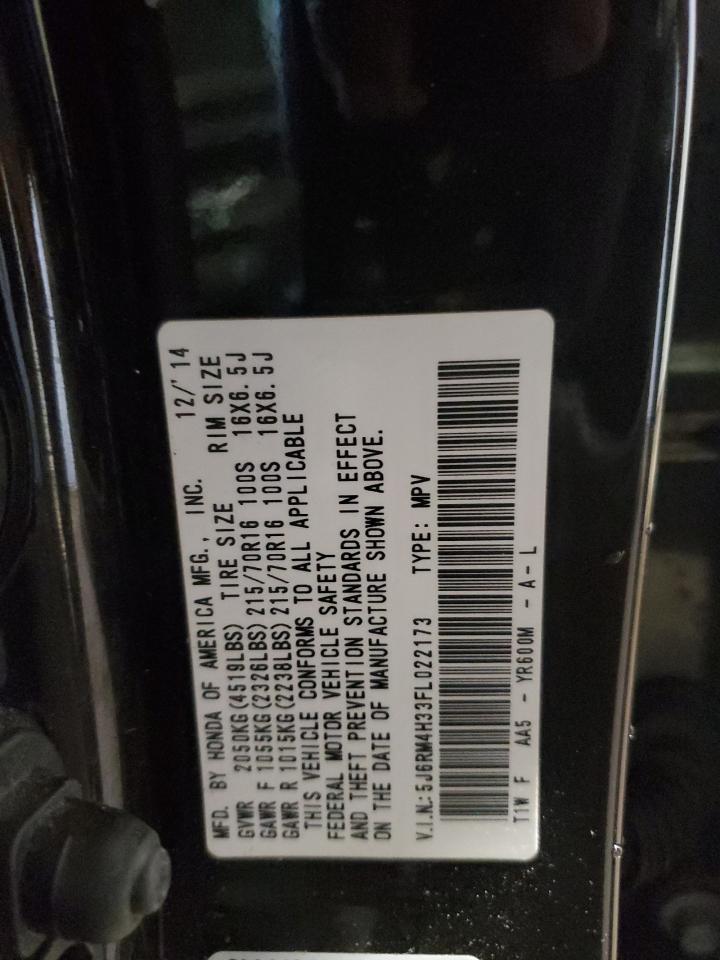 MFD. BY HONDA OF AMERICA MFG., INC. 12/'14
GVWR 2050KG(4519LBS) TIRE SIZE RIM SIZE
GAWR F 1055KG(2326LBS) 215/70R16 100S 16X6.5J
GAWR R 1015KG(2238LBS) 215/70R16 100S 16X6.5J
THIS VEHICLE CONFORMS TO ALL APPLICABLE
FEDERAL MOTOR VEHICLE SAFETY
AND THEFT PREVENTION STANDARDS IN EFFECT
ON THE DATE OF MANUFACTURE SHOWN ABOVE.
V.I.N.: 5J6RM4H33FL022173 TYPE: MPV
T1W F AA5 - YR600M - A - L